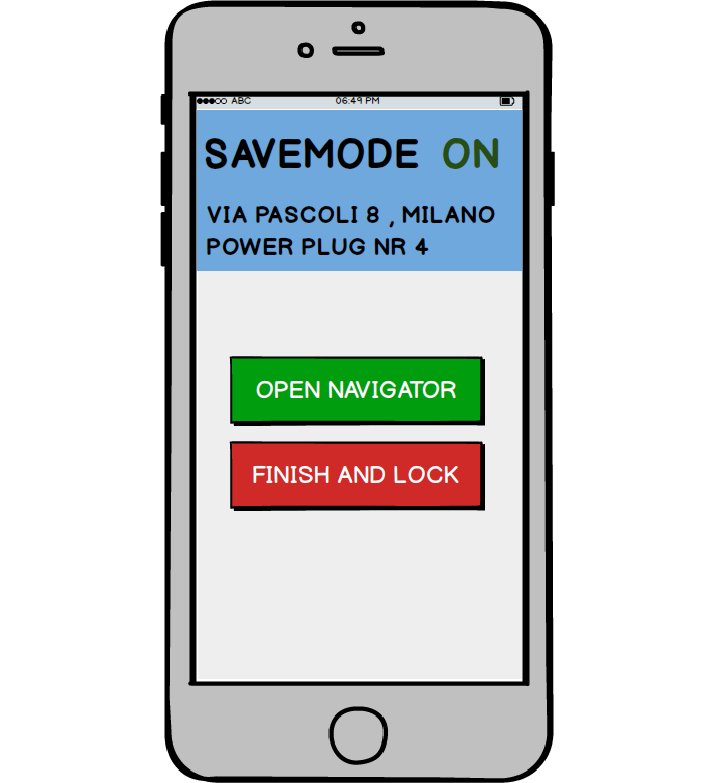 ABC 06:49 PM
SAVEMODE ON
VIA PASCOLI 8 , MILANO
POWER PLUG NR 4
OPEN NAVIGATOR
FINISH AND LOCK